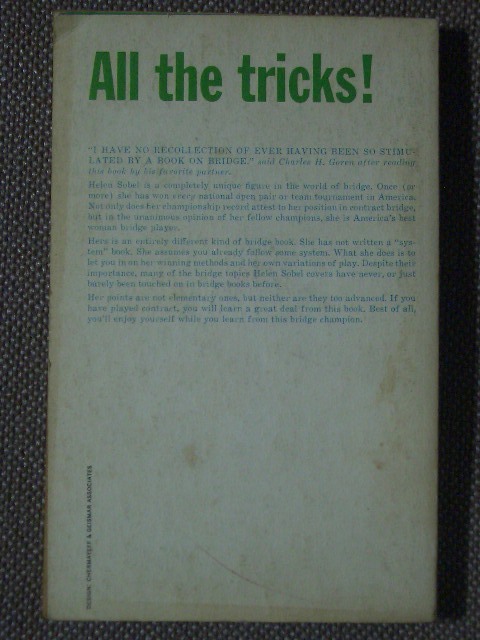 All the tricks!
"I HAVE NO RECOLLECTION OF EVER HAVING BEEN SO STIMU-
LATED BY A BOOK ON BRIDGE," said Charles H. Goren after reading
this book by his favorite partner.
Helen Sobel is a completely unique figure in the world of bridge. Once (or
more) she has won every national open pair or team tournament in America.
Not only does her championship record attest to her position in contract bridge,
but in the unanimous opinion of her fellow champions, she is America's best
woman bridge player.
Here is an entirely different kind of bridge book. She has not written a "sys-
tem" book. She assumes you already follow some system. What she does is to
let you in on her winning methods and her own variations of play. Despite their
importance, many of the bridge topics Helen Sobel covers have never, or just
barely been touched on in bridge books before.
Her points are not elementary ones, but neither are they too advanced. If you
have played contract, you will learn a great deal from this book. Best of all,
you'll enjoy yourself while you learn from this bridge champion.
DESIGN: CHERMAYEFF & GEISMAR ASSOCIATES